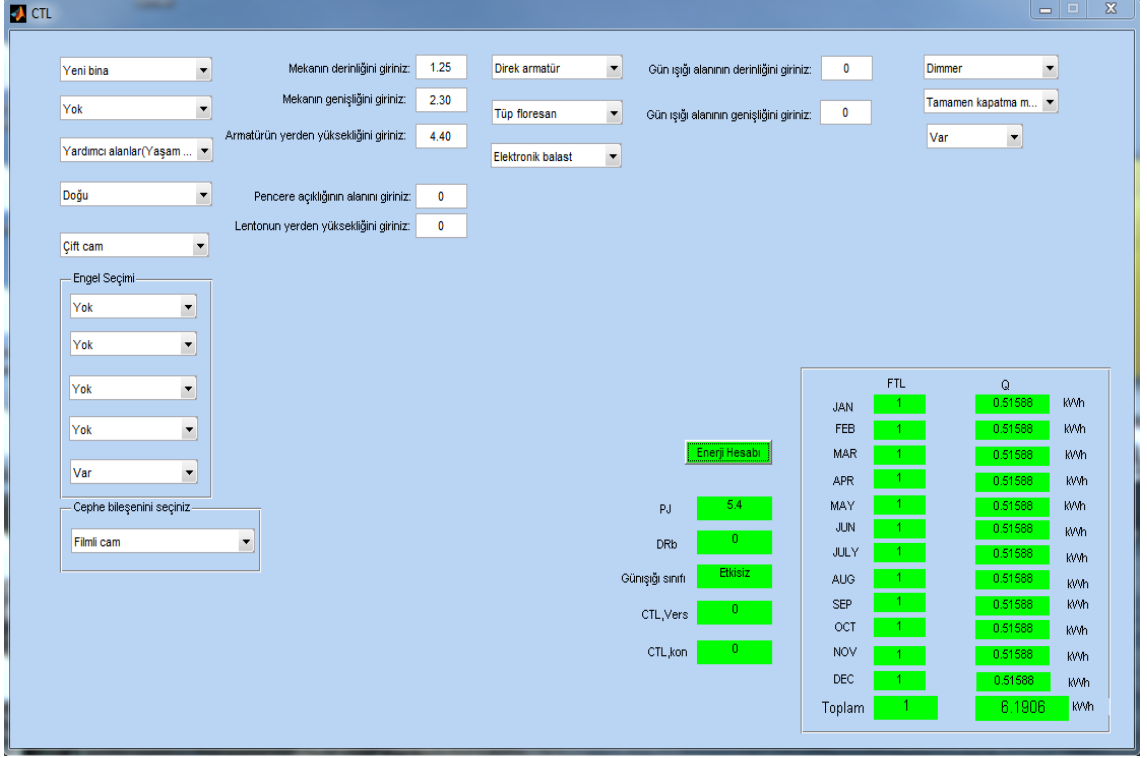 CTL
Yeni bina
Yok
Yardımcı alanlar(Yaşam ...
Doğu
Çift cam
Engel Seçimi
Yok
Yok
Yok
Yok
Var
Cephe bileşenini seçiniz
Filmli cam
Mekanın derinliğini giriniz: 1.25
Mekanın genişliğini giriniz: 2.30
Armatürün yerden yüksekliğini giriniz: 4.40
Pencere açıklığının alanını giriniz: 0
Lentonun yerden yüksekliğini giriniz: 0
Direk armatür
Tüp floresan
Elektronik balast
Gün ışığı alanının derinliğini giriniz: 0
Gün ışığı alanının genişliğini giriniz: 0
Dimmer
Tamamen kapatma m...
Var
Enerji Hesabı
PJ 5.4
DRb 0
Günışığı sınıfı Etkisiz
CTL,Vers 0
CTL,kon 0
FTL Q
JAN 1 0.51588 kWh
FEB 1 0.51588 kWh
MAR 1 0.51588 kWh
APR 1 0.51588 kWh
MAY 1 0.51588 kWh
JUN 1 0.51588 kWh
JULY 1 0.51588 kWh
AUG 1 0.51588 kWh
SEP 1 0.51588 kWh
OCT 1 0.51588 kWh
NOV 1 0.51588 kWh
DEC 1 0.51588 kWh
Toplam 1 6.1906 kWh